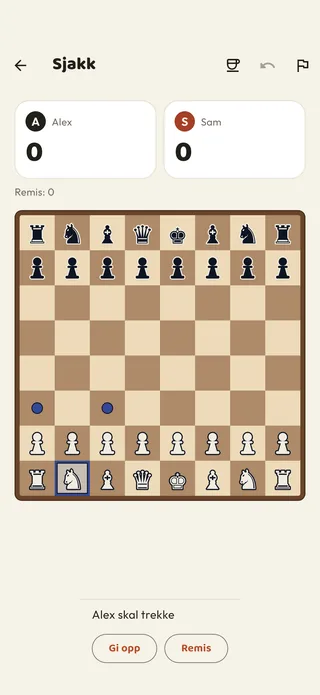 Sjakk
A Alex
0
S Sam
0
Remis: 0
Alex skal trekke
Gi opp
Remis